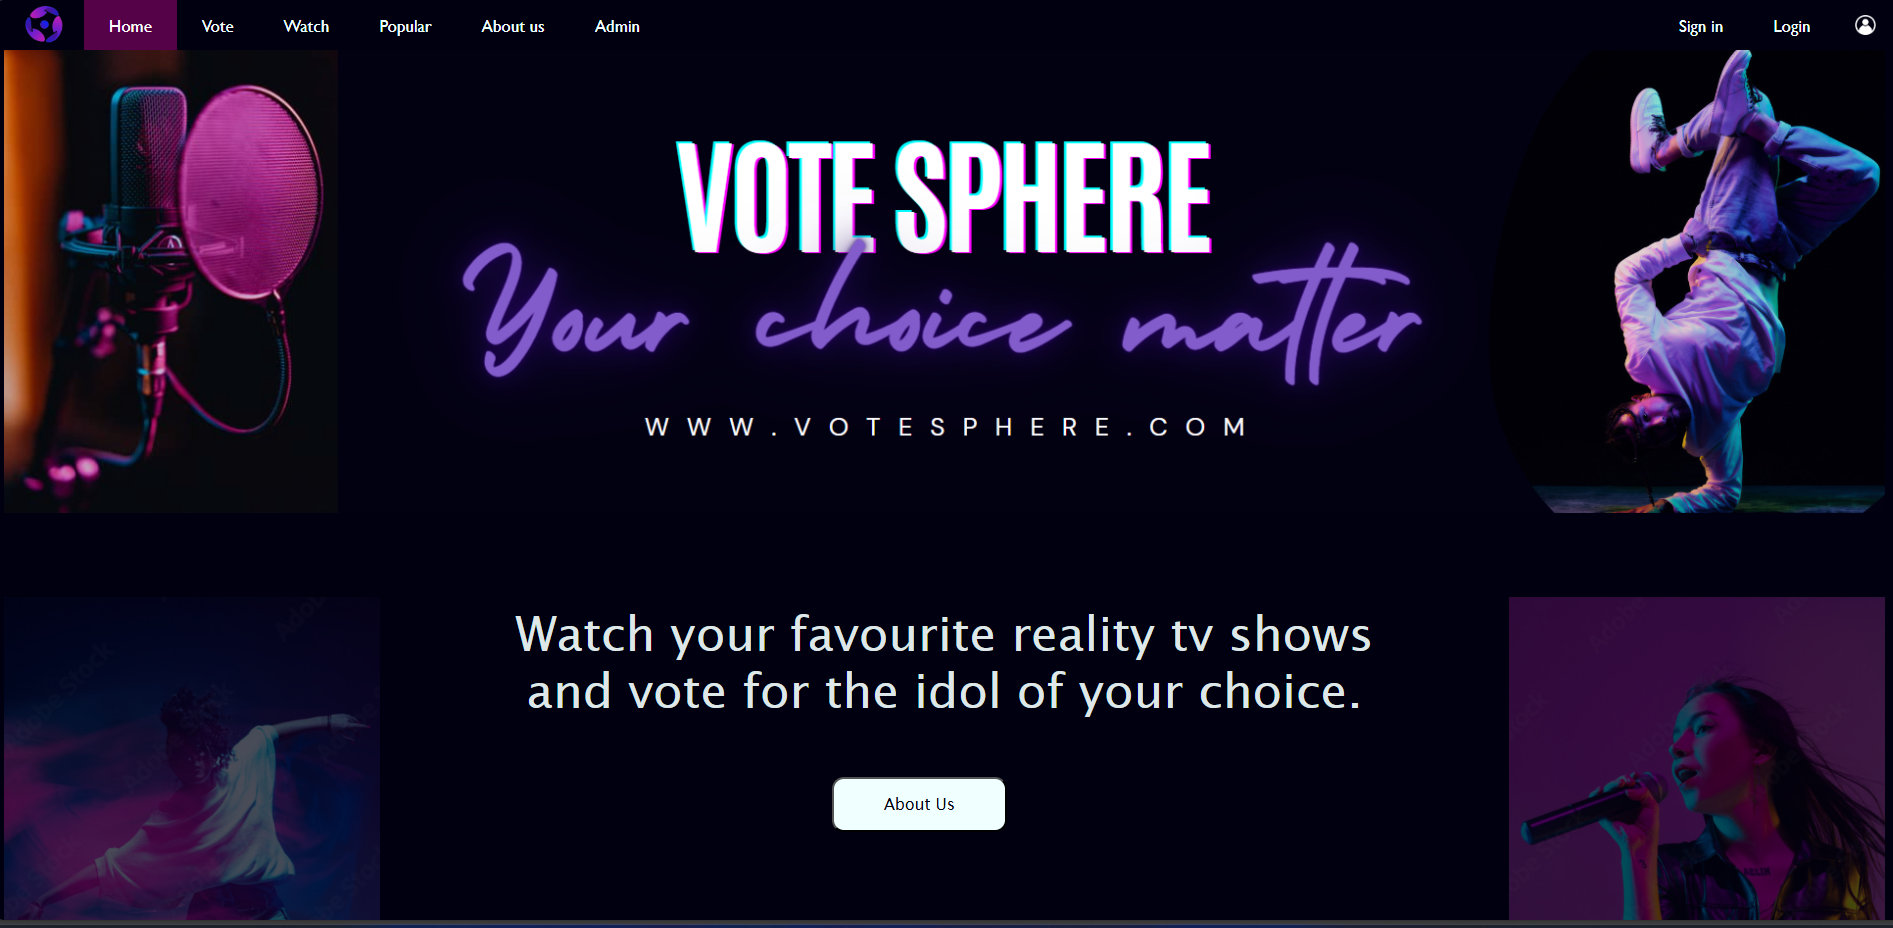 Home Vote Watch Popular About us Admin Sign in Login
VOTE SPHERE
Your choice matter
WWW.VOTESPHERE.COM
Watch your favourite reality tv shows
and vote for the idol of your choice.
About Us